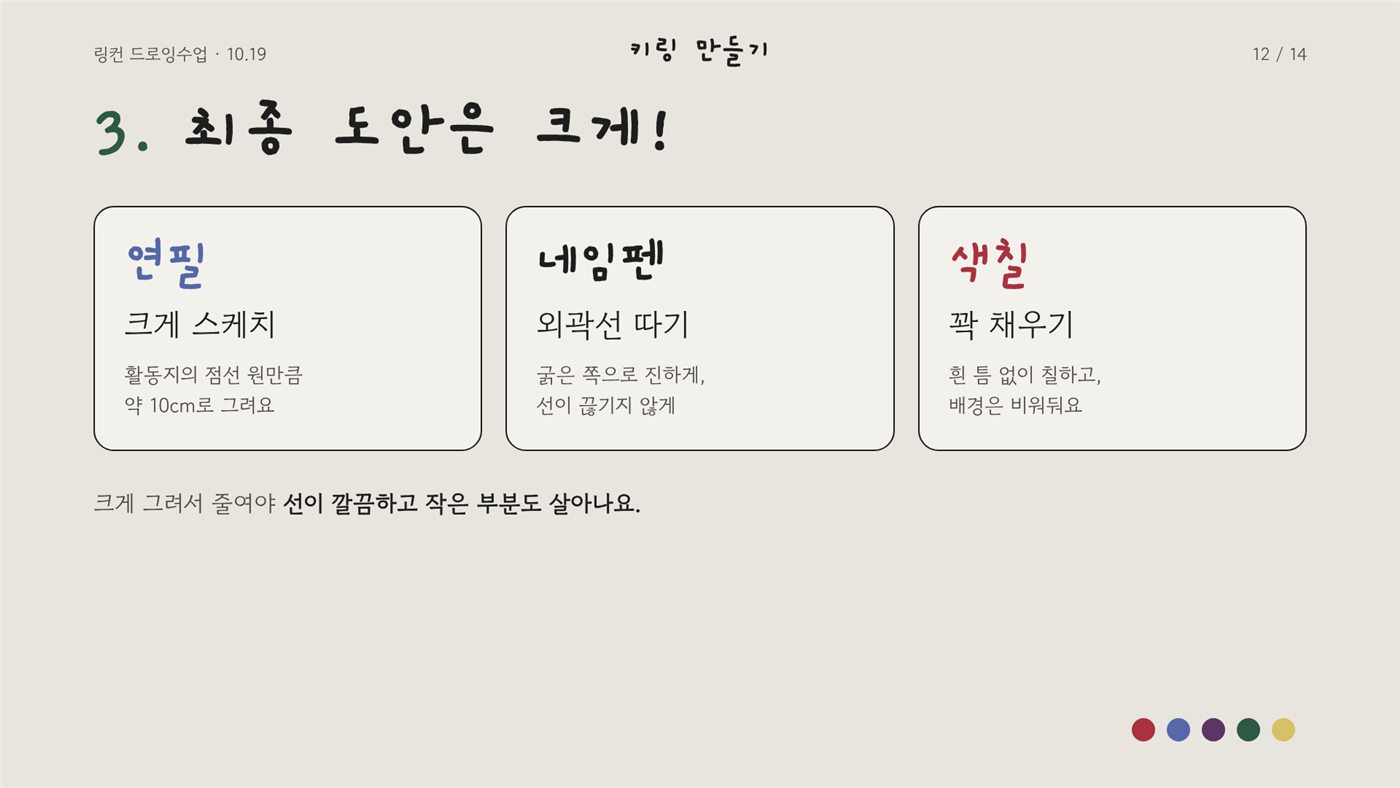 링컨 드로잉수업 · 10.19
키링 만들기
12 / 14
3. 최종 도안은 크게!
연필
크게 스케치
활동지의 점선 원만큼
약 10cm로 그려요
네임펜
외곽선 따기
굵은 쪽으로 진하게,
선이 끊기지 않게
색칠
꽉 채우기
흰 틈 없이 칠하고,
배경은 비워둬요
크게 그려서 줄여야 선이 깔끔하고 작은 부분도 살아나요.